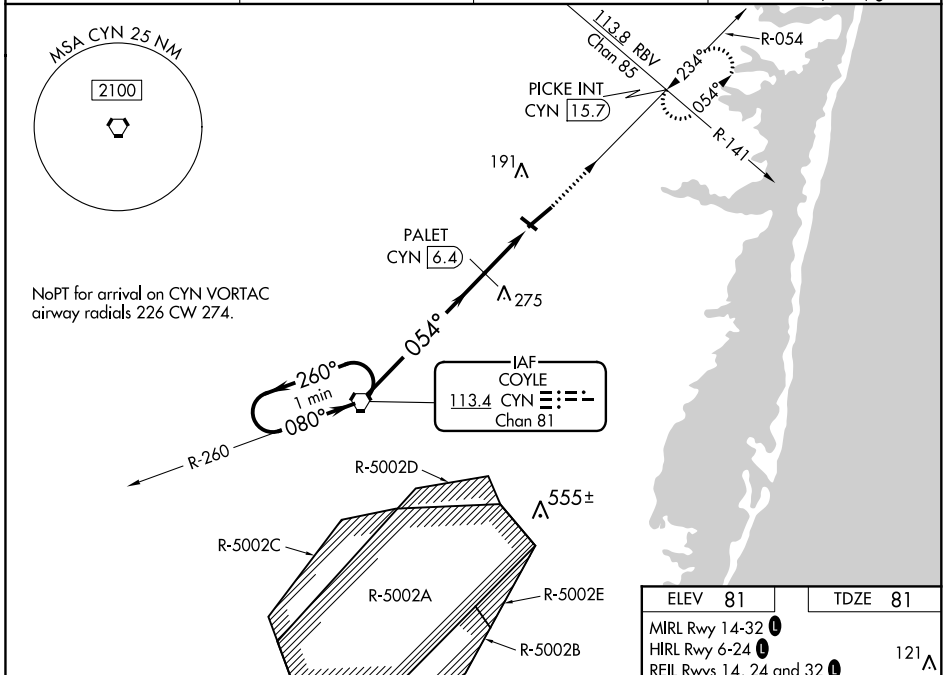 MSA CYN 25 NM
2100
113.8 RBV
Chan 85
R-054
234°
054°
PICKE INT
CYN 15.7
R-141
191
PALET
CYN 6.4
275
NoPT for arrival on CYN VORTAC
airway radials 226 CW 274.
054°
260°
1 min
080°
IAF
COYLE
113.4 CYN
Chan 81
R-260
R-5002D
555±
R-5002C
R-5002A
R-5002E
R-5002B
ELEV 81
TDZE 81
MIRL Rwy 14-32 L
HIRL Rwy 6-24 L
REIL Rwys 14, 24 and 32 L
121